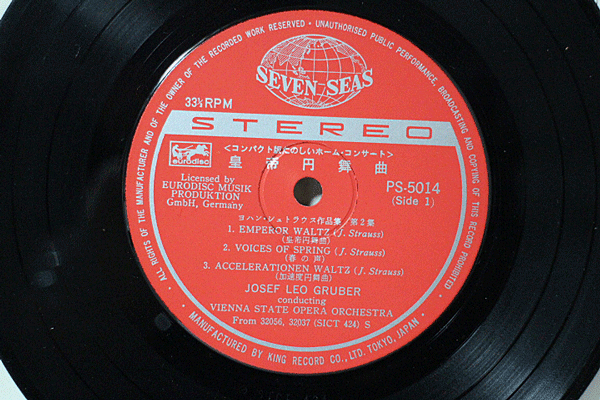 ALL RIGHTS OF THE MANUFACTURER AND OF THE OWNER OF THE RECORDED WORK RESERVED • UNAUTHORISED PUBLIC PERFORMANCE, BROADCASTING AND COPYING OF THIS RECORD PROHIBITED •
SEVEN SEAS
33⅓RPM
STEREO
<コンパクト版たのしいホーム・コンサート>
皇帝円舞曲
eurodisc
Licensed by
EURODISC MUSIK
PRODUKTION
GmbH, Germany
PS-5014
(Side 1)
ヨハン・シュトラウス作品集/第2集
1. EMPEROR WALTZ (J. Strauss)
(皇帝円舞曲)
2. VOICES OF SPRING (J. Strauss)
(春の声)
3. ACCELERATIONEN WALTZ (J. Strauss)
(加速度円舞曲)
JOSEF LEO GRUBER
conducting
VIENNA STATE OPERA ORCHESTRA
From 32056, 32037 (SICT 424) S
• MANUFACTURED BY KING RECORD CO., LTD. TOKYO, JAPAN •